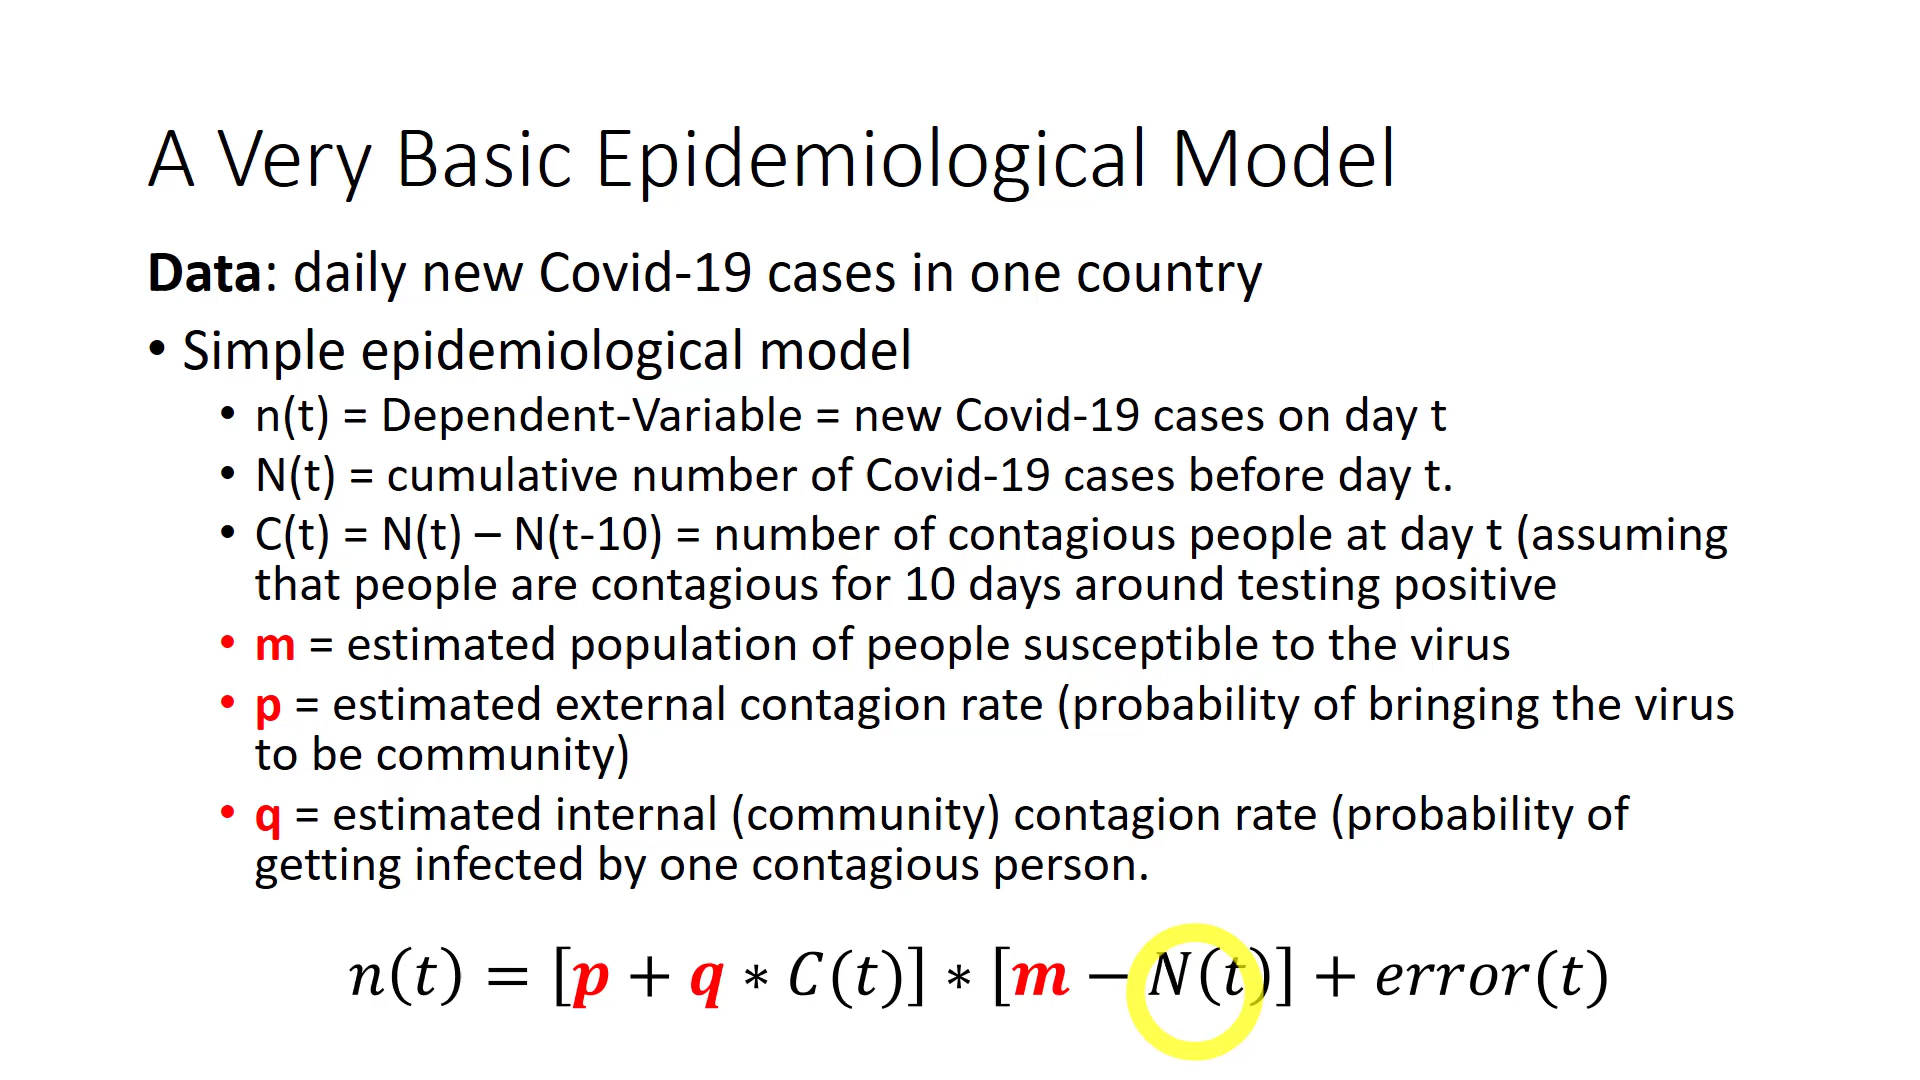 A Very Basic Epidemiological Model
Data: daily new Covid-19 cases in one country
• Simple epidemiological model
• n(t) = Dependent-Variable = new Covid-19 cases on day t
• N(t) = cumulative number of Covid-19 cases before day t.
• C(t) = N(t) – N(t-10) = number of contagious people at day t (assuming
that people are contagious for 10 days around testing positive
• m = estimated population of people susceptible to the virus
• p = estimated external contagion rate (probability of bringing the virus
to be community)
• q = estimated internal (community) contagion rate (probability of
getting infected by one contagious person.
n(t) = [p + q * C(t)] * [m − N(t)] + error(t)